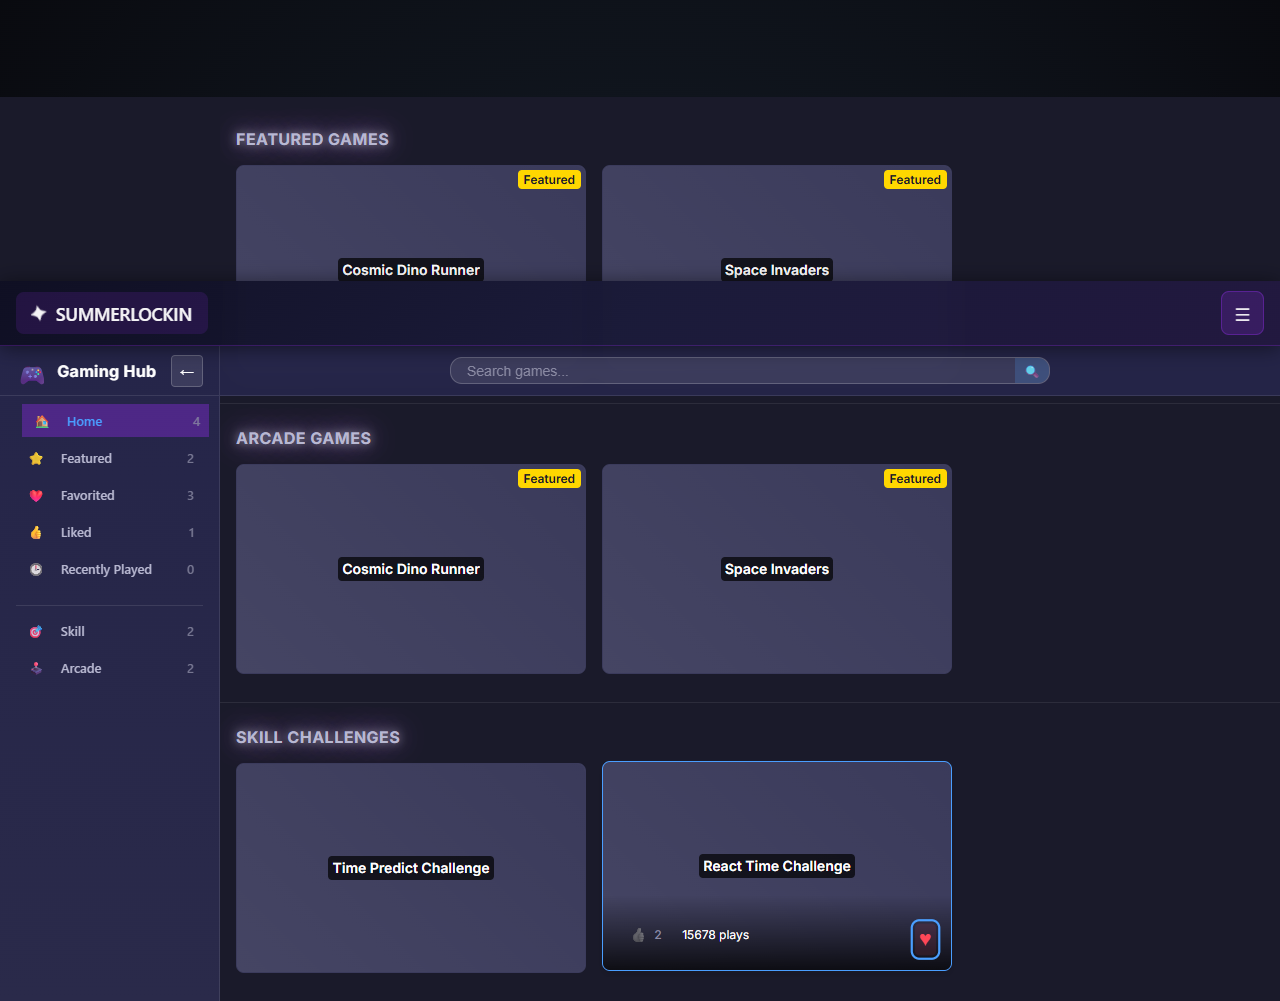 FEATURED GAMES
Featured
Featured
Cosmic Dino Runner
Space Invaders
SUMMERLOCKIN
☰
Gaming Hub
←
Search games...
Home 4
Featured 2
Favorited 3
Liked 1
Recently Played 0
Skill 2
Arcade 2
ARCADE GAMES
Featured
Featured
Cosmic Dino Runner
Space Invaders
SKILL CHALLENGES
Time Predict Challenge
React Time Challenge
2
15678 plays